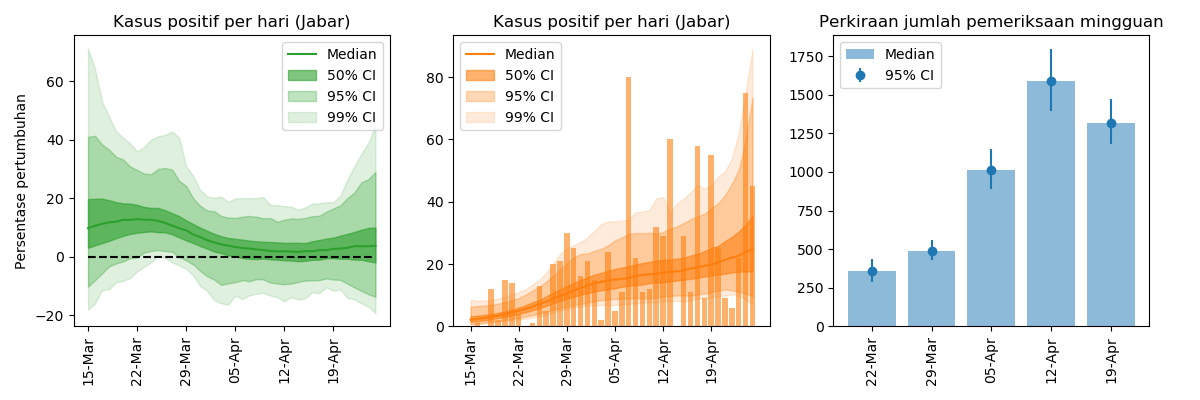 Kasus positif per hari (Jabar)
Persentase pertumbuhan
60
40
20
0
−20
Median
50% CI
95% CI
99% CI
15-Mar
22-Mar
29-Mar
05-Apr
12-Apr
19-Apr
Kasus positif per hari (Jabar)
80
60
40
20
0
Median
50% CI
95% CI
99% CI
15-Mar
22-Mar
29-Mar
05-Apr
12-Apr
19-Apr
Perkiraan jumlah pemeriksaan mingguan
1750
1500
1250
1000
750
500
250
0
Median
95% CI
22-Mar
29-Mar
05-Apr
12-Apr
19-Apr